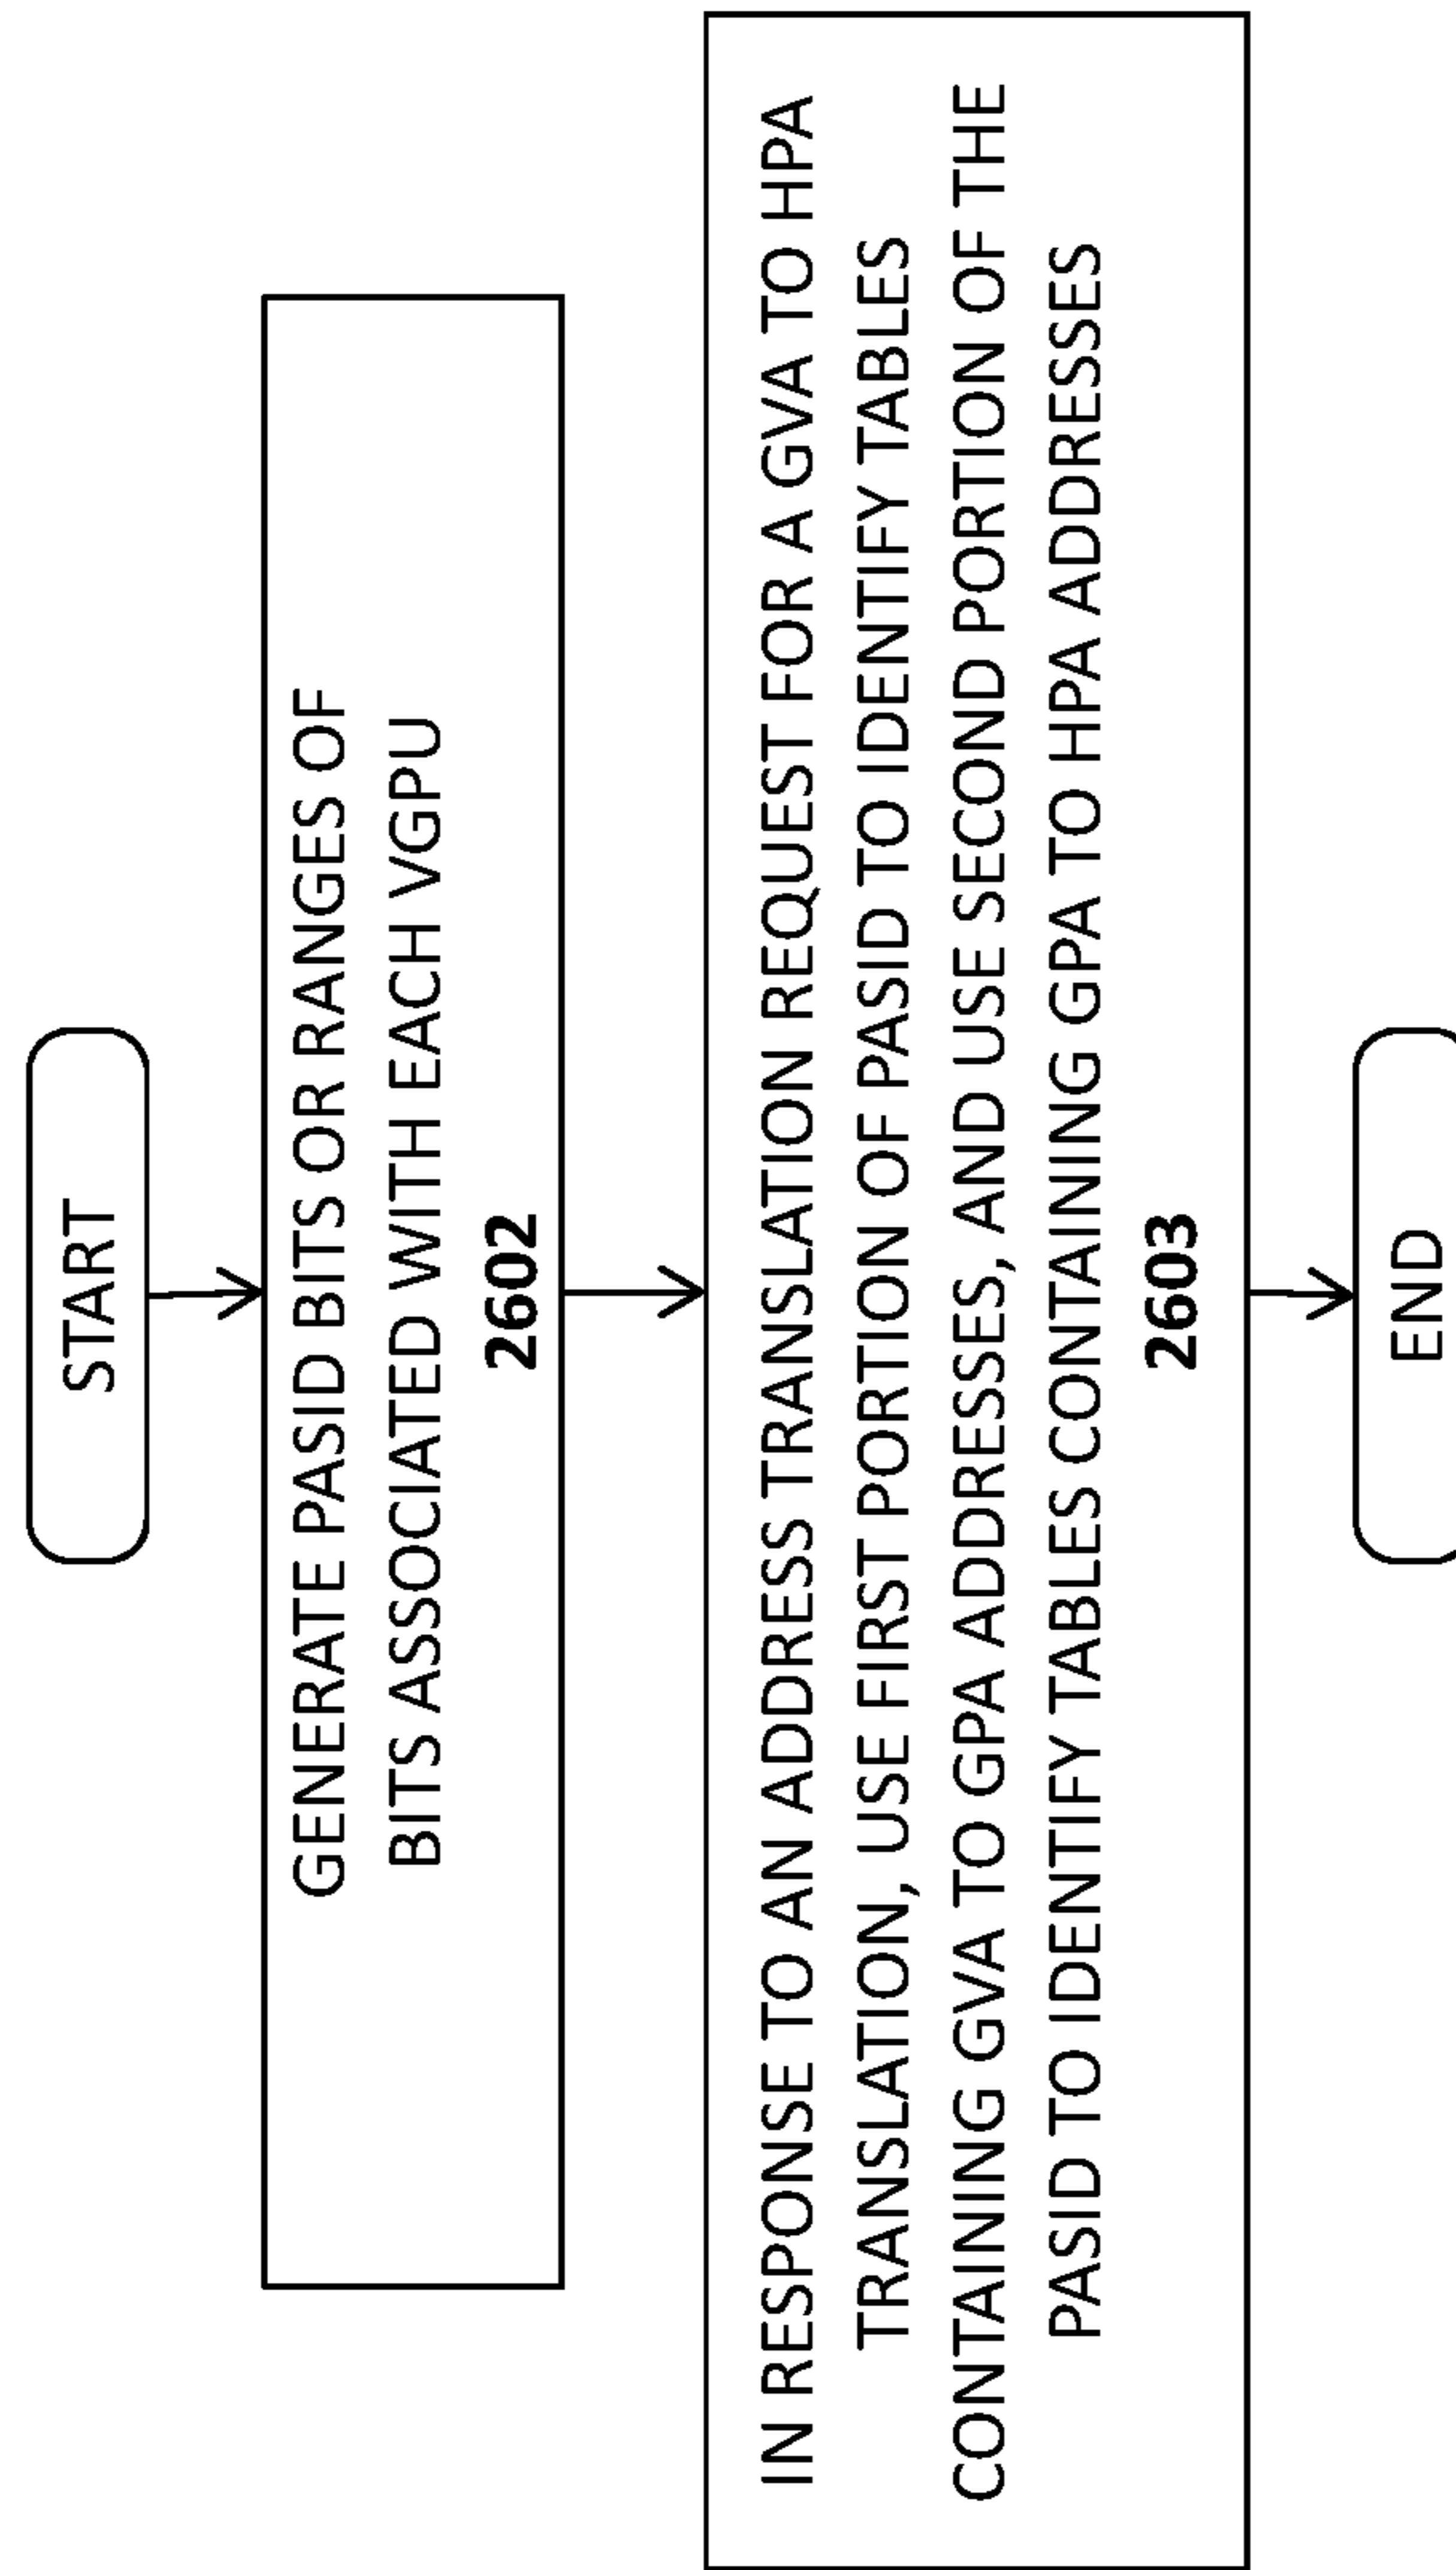 START
GENERATE PASID BITS OR RANGES OF
BITS ASSOCIATED WITH EACH VGPU
2602
IN RESPONSE TO AN ADDRESS TRANSLATION REQUEST FOR A GVA TO HPA
TRANSLATION, USE FIRST PORTION OF PASID TO IDENTIFY TABLES
CONTAINING GVA TO GPA ADDRESSES, AND USE SECOND PORTION OF THE
PASID TO IDENTIFY TABLES CONTAINING GPA TO HPA ADDRESSES
2603
END